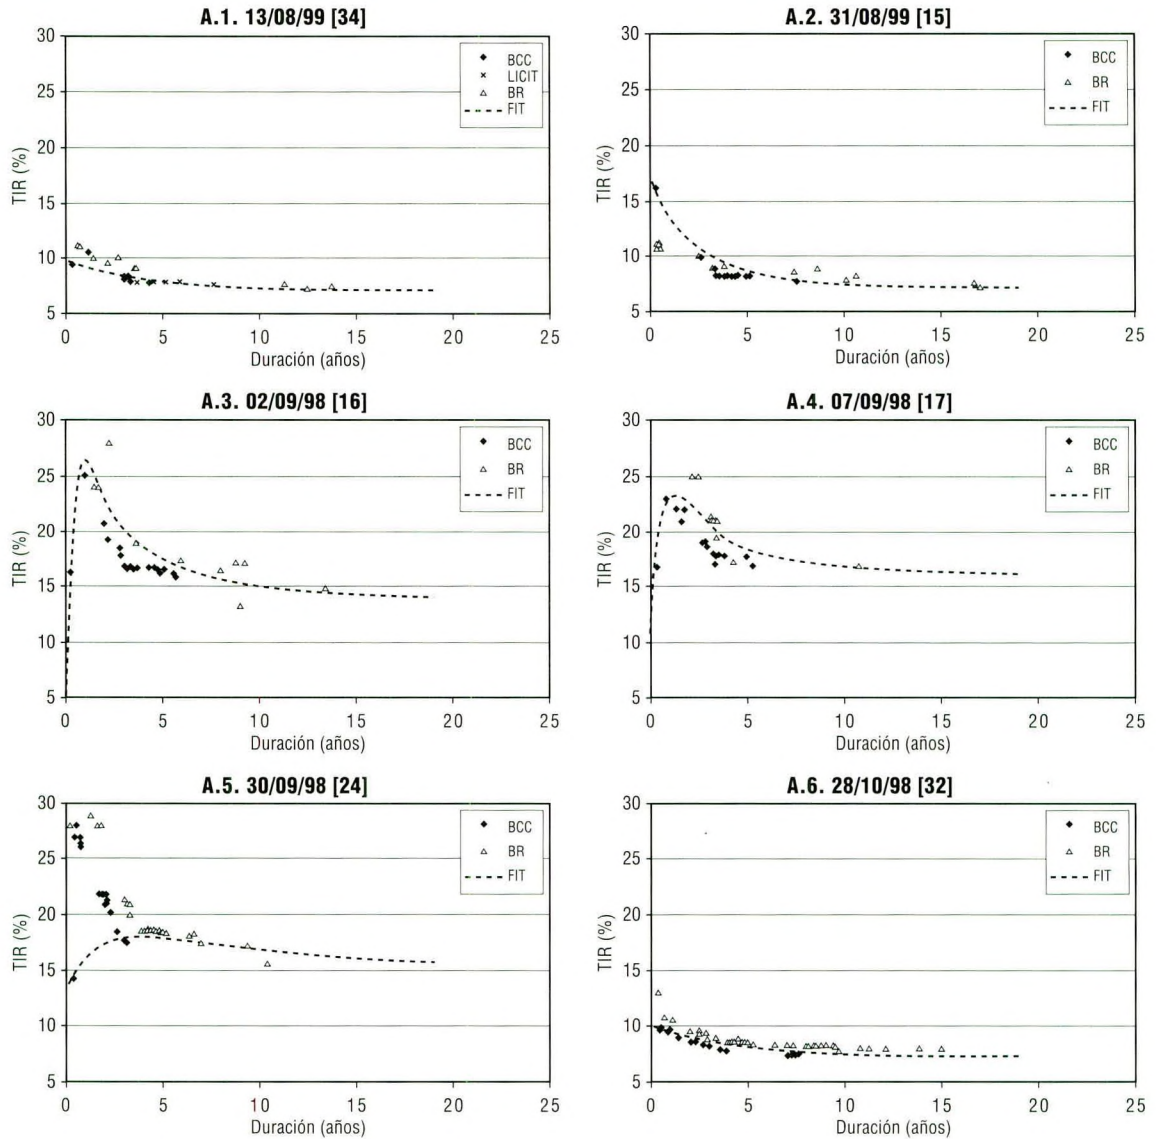 A.1. 13/08/99 [34]
30
25
20
15
10
5
TIR (%)
BCC
LICIT
BR
FIT
0 5 10 15 20 25
Duración (años)
A.2. 31/08/99 [15]
30
25
20
15
10
5
TIR (%)
BCC
BR
FIT
0 5 10 15 20 25
Duración (años)
A.3. 02/09/98 [16]
30
25
20
15
10
5
TIR (%)
BCC
BR
FIT
0 5 10 15 20 25
Duración (años)
A.4. 07/09/98 [17]
30
25
20
15
10
5
TIR (%)
BCC
BR
FIT
0 5 10 15 20 25
Duración (años)
A.5. 30/09/98 [24]
30
25
20
15
10
5
TIR (%)
BCC
BR
FIT
0 5 10 15 20 25
Duración (años)
A.6. 28/10/98 [32]
30
25
20
15
10
5
TIR (%)
BCC
BR
FIT
0 5 10 15 20 25
Duración (años)